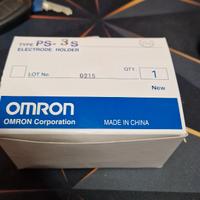 TYPE PS-3S
ELECTRODE HOLDER
LOT No 0215 QTY. 1
New
OMRON
OMRON Corporation MADE IN CHINA